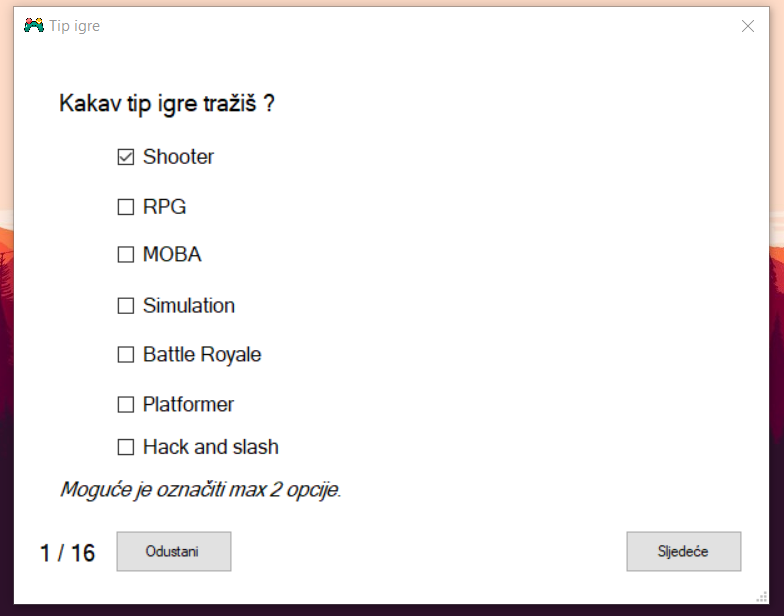 Tip igre
Kakav tip igre tražiš ?
Shooter
RPG
MOBA
Simulation
Battle Royale
Platformer
Hack and slash
Moguće je označiti max 2 opcije.
1 / 16
Odustani
Sljedeće